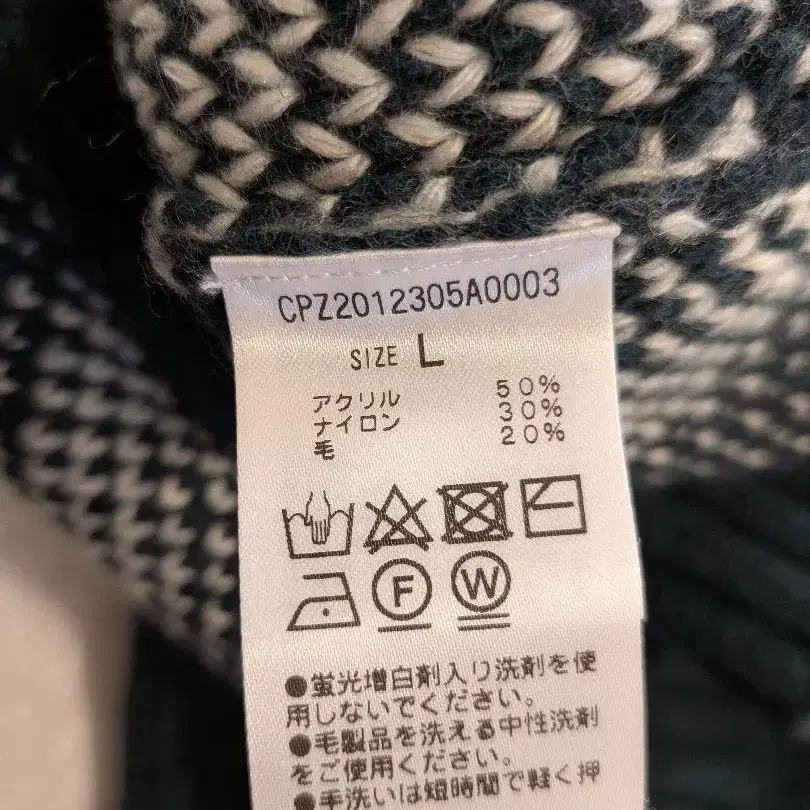 CPZ2012305A0003
SIZE L
アクリル 50%
ナイロン 30%
毛 20%
F W
●蛍光増白剤入り洗剤を使
用しないでください。
●毛製品を洗える中性洗剤
をご使用ください。
●手洗いは短時間で軽く押